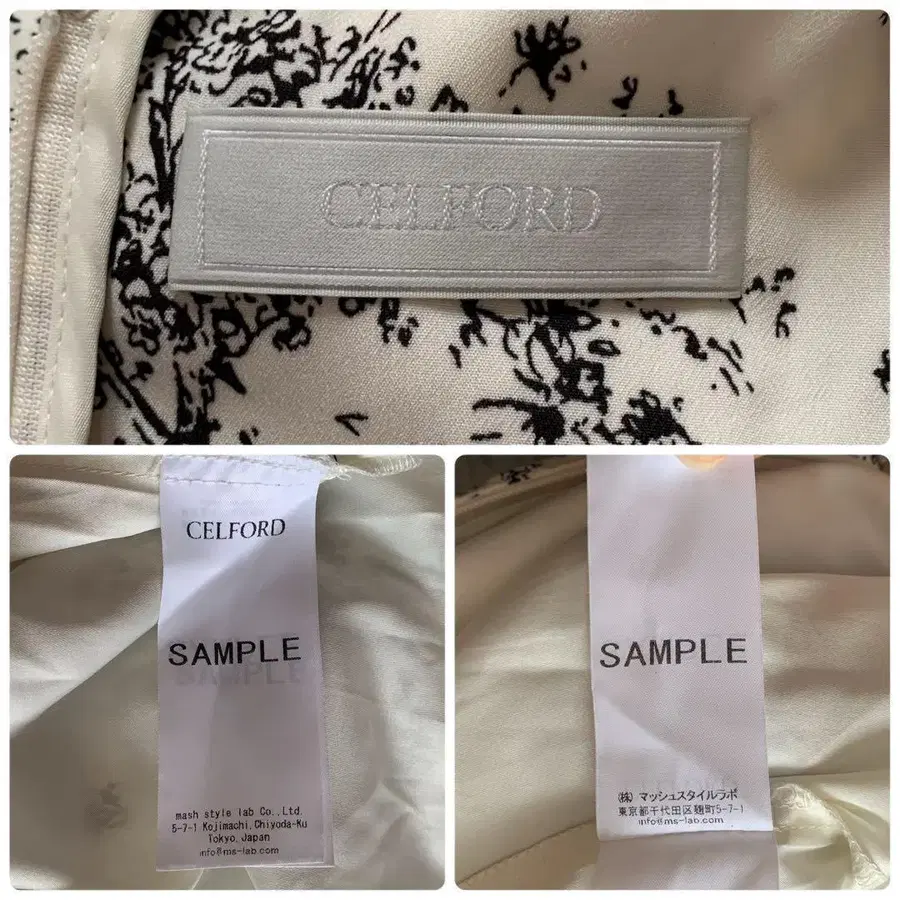 CELFORD
CELFORD
SAMPLE
mash style lab Co.,Ltd.
5-7-1 Kojimachi,Chiyoda-Ku
Tokyo,Japan
info@ms-lab.com
SAMPLE
(株) マッシュスタイルラボ
東京都千代田区麹町5-7-1
info@ms-lab.com